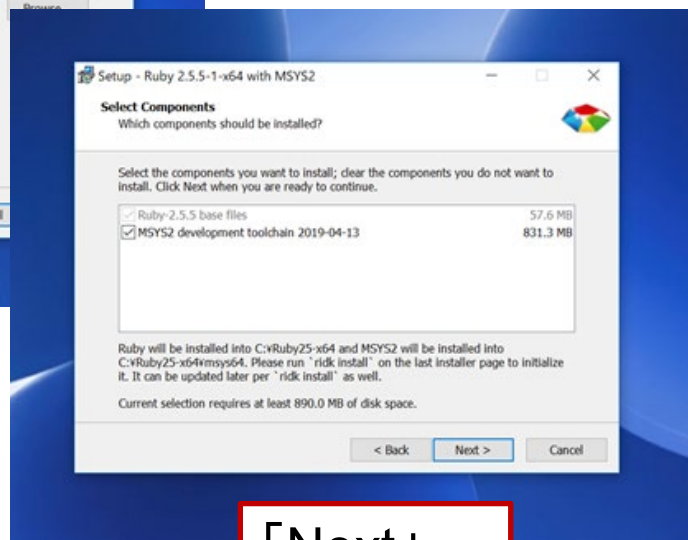 Browse
Setup - Ruby 2.5.5-1-x64 with MSYS2
Select Components
Which components should be installed?
Select the components you want to install; clear the components you do not want to
install. Click Next when you are ready to continue.
Ruby-2.5.5 base files 57.6 MB
MSYS2 development toolchain 2019-04-13 831.3 MB
Ruby will be installed into C:¥Ruby25-x64 and MSYS2 will be installed into
C:¥Ruby25-x64¥msys64. Please run `ridk install` on the last installer page to initialize
it. It can be updated later per `ridk install` as well.
Current selection requires at least 890.0 MB of disk space.
< Back Next > Cancel
「Next」